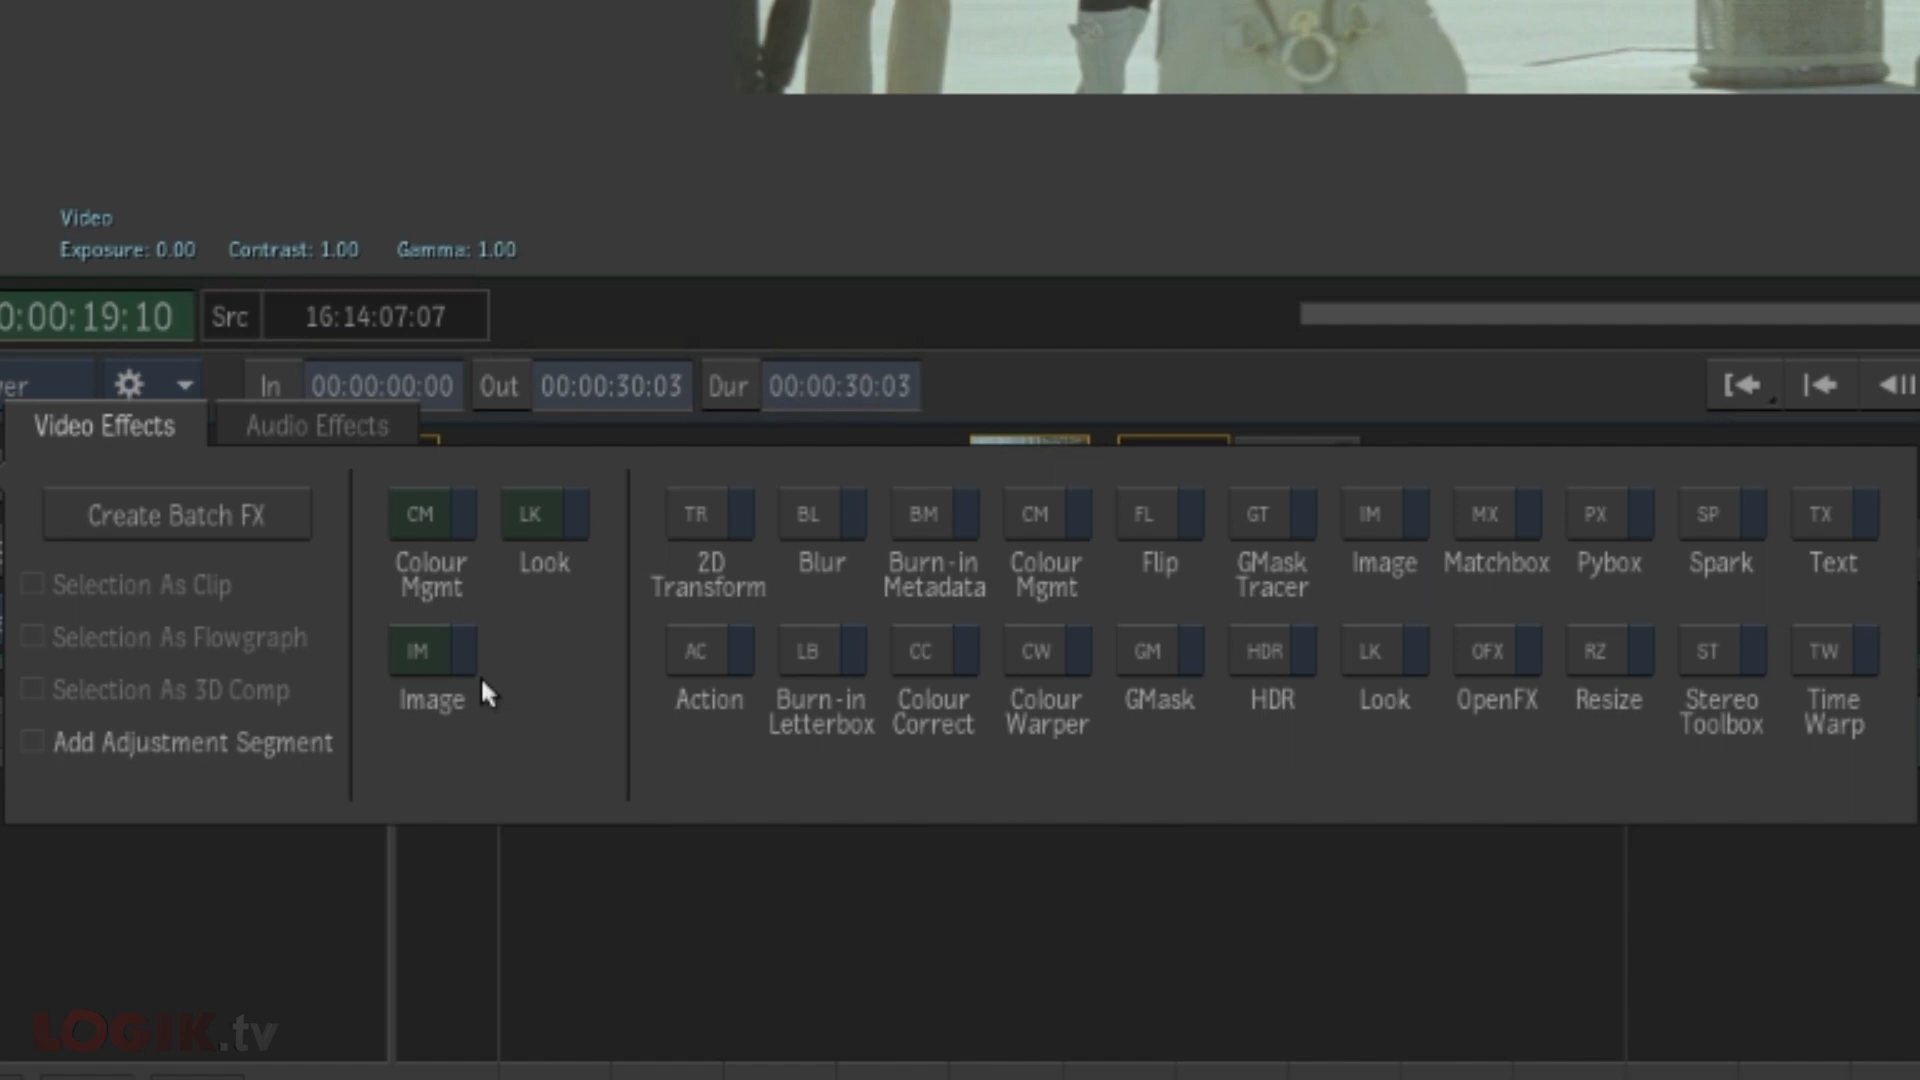 Video
Exposure: 0.00 Contrast: 1.00 Gamma: 1.00
0:00:19:10 Src 16:14:07:07
In 00:00:00:00 Out 00:00:30:03 Dur 00:00:30:03
Video Effects Audio Effects
Create Batch FX
Selection As Clip
Selection As Flowgraph
Selection As 3D Comp
Add Adjustment Segment
CM LK
Colour Look
Mgmt
IM
Image
TR BL BM CM FL GT IM MX PX SP TX
2D Blur Burn-in Colour Flip GMask Image Matchbox Pybox Spark Text
Transform Metadata Mgmt Tracer
AC LB CC CW GM HDR LK OFX RZ ST TW
Action Burn-in Colour Colour GMask HDR Look OpenFX Resize Stereo Time
Letterbox Correct Warper Toolbox Warp
LOGIK.tv